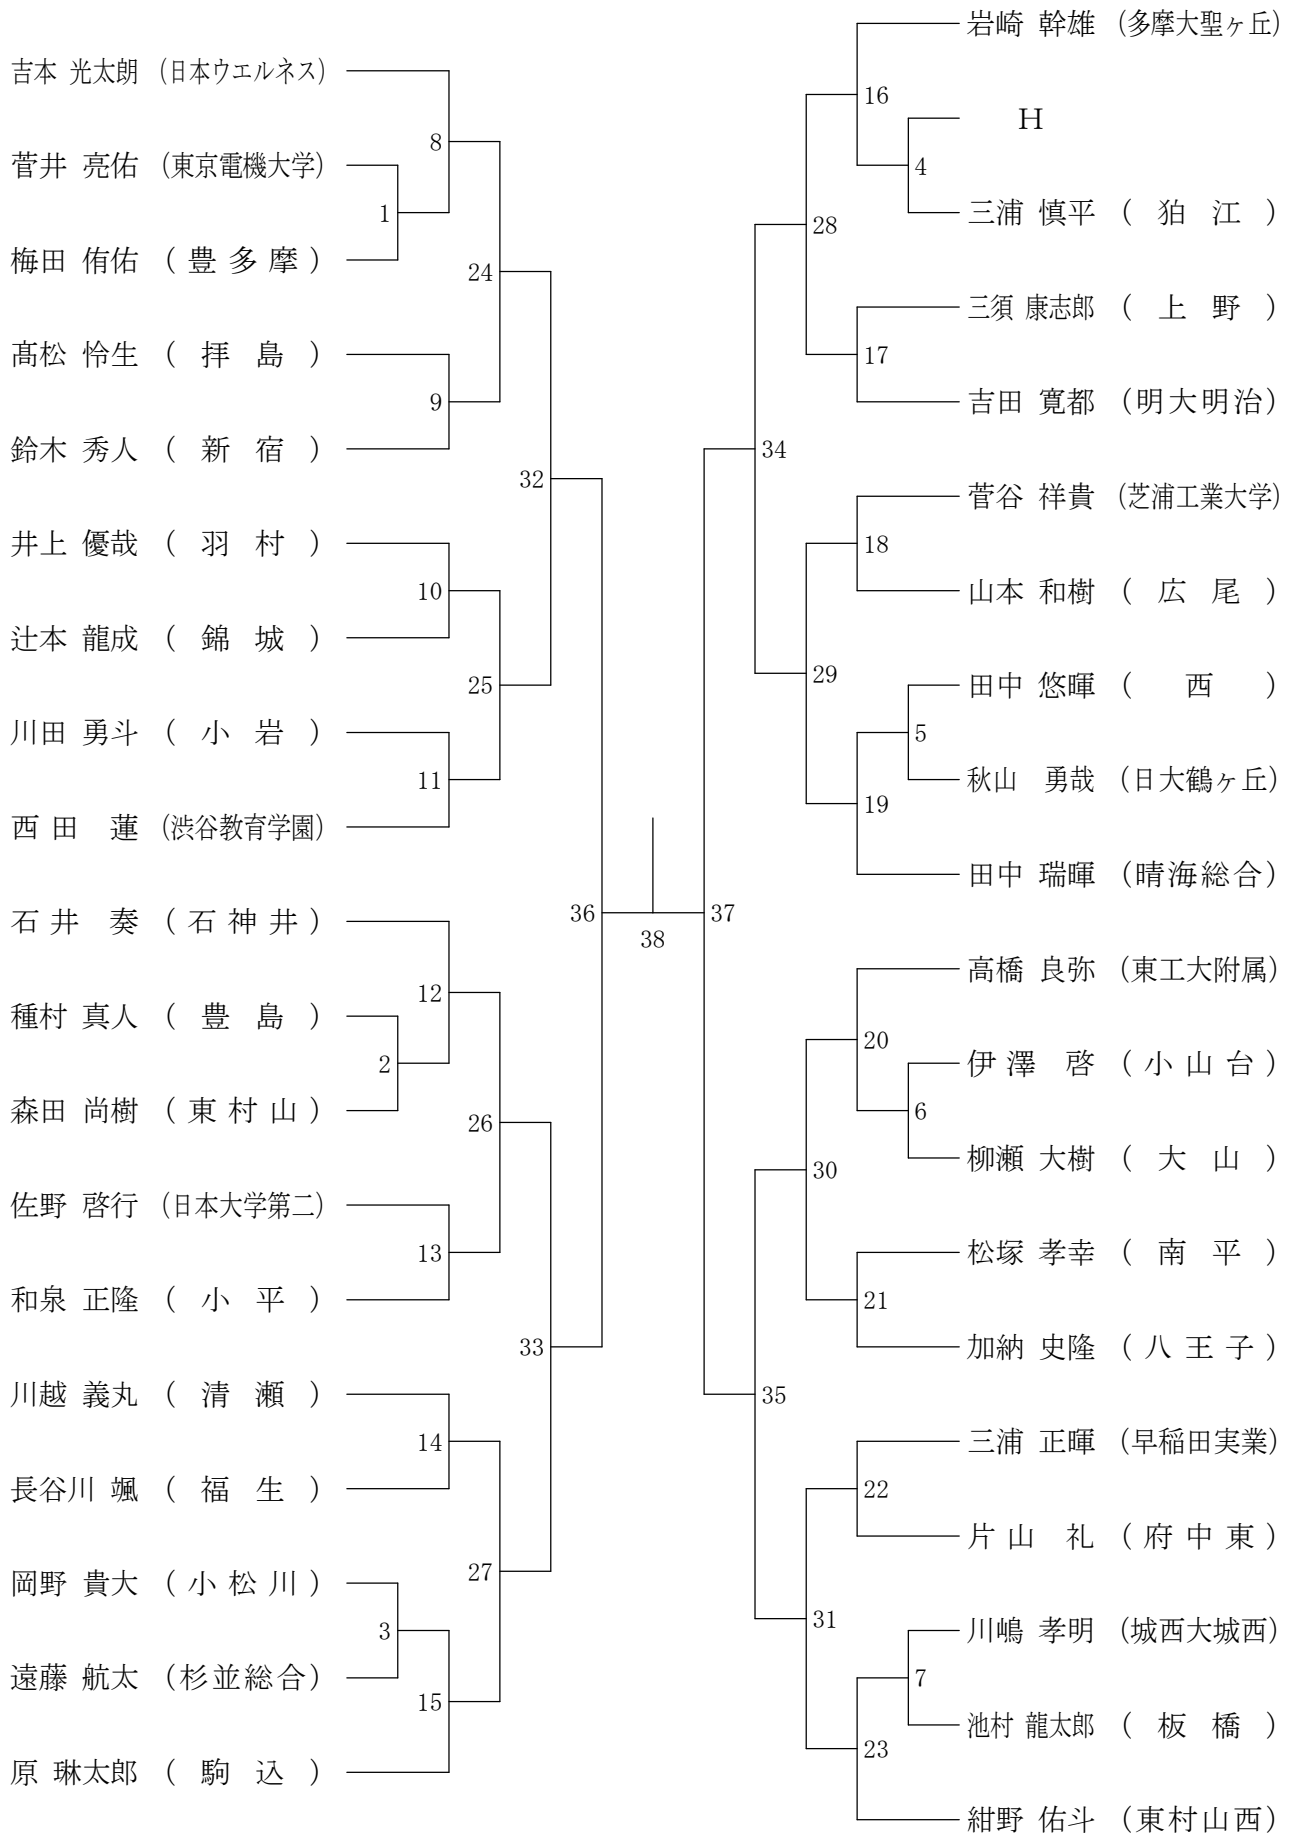 吉本 光太朗 (日本ウエルネス)
菅井 亮佑 (東京電機大学)
梅田 侑佑 (豊多摩)
髙松 怜生 (拝島)
鈴木 秀人 (新宿)
井上 優哉 (羽村)
辻本 龍成 (錦城)
川田 勇斗 (小岩)
西田 蓮 (渋谷教育学園)
石井 奏 (石神井)
種村 真人 (豊島)
森田 尚樹 (東村山)
佐野 啓行 (日本大学第二)
和泉 正隆 (小平)
川越 義丸 (清瀬)
長谷川 颯 (福生)
岡野 貴大 (小松川)
遠藤 航太 (杉並総合)
原 琳太郎 (駒込)
1
2
3
8
9
10
11
12
13
14
15
24
25
26
27
32
33
36
38
37
34
35
28
29
30
31
16
17
18
19
20
21
22
23
4
5
6
7
岩崎 幹雄 (多摩大聖ヶ丘)
H
三浦 慎平 (狛江)
三須 康志郎 (上野)
吉田 寛都 (明大明治)
菅谷 祥貴 (芝浦工業大学)
山本 和樹 (広尾)
田中 悠暉 (西)
秋山 勇哉 (日大鶴ヶ丘)
田中 瑞暉 (晴海総合)
高橋 良弥 (東工大附属)
伊澤 啓 (小山台)
柳瀬 大樹 (大山)
松塚 孝幸 (南平)
加納 史隆 (八王子)
三浦 正暉 (早稲田実業)
片山 礼 (府中東)
川嶋 孝明 (城西大城西)
池村 龍太郎 (板橋)
紺野 佑斗 (東村山西)